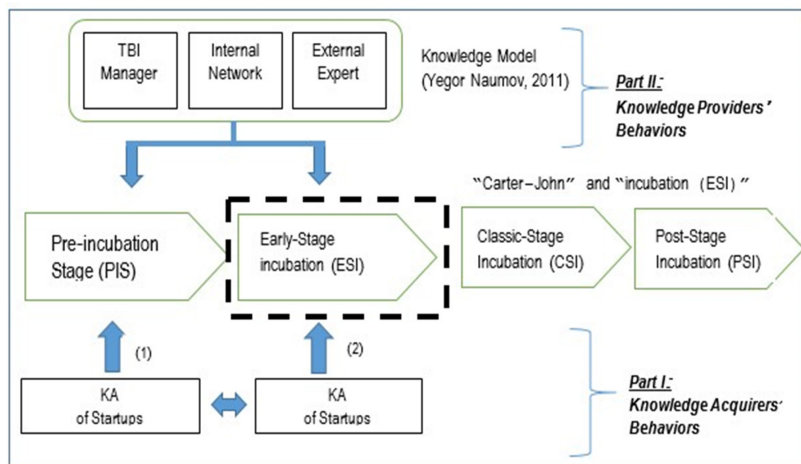 TBI
Manager
Internal
Network
External
Expert
Knowledge Model
(Yegor Naumov, 2011)
Part II:
Knowledge Providers'
Behaviors
"Carter-John" and "incubation (ESI)"
Pre-incubation
Stage (PIS)
Early-Stage
incubation (ESI)
Classic-Stage
Incubation (CSI)
Post-Stage
Incubation (PSI)
(1)
(2)
KA
of Startups
KA
of Startups
Part I:
Knowledge Acquirers'
Behaviors